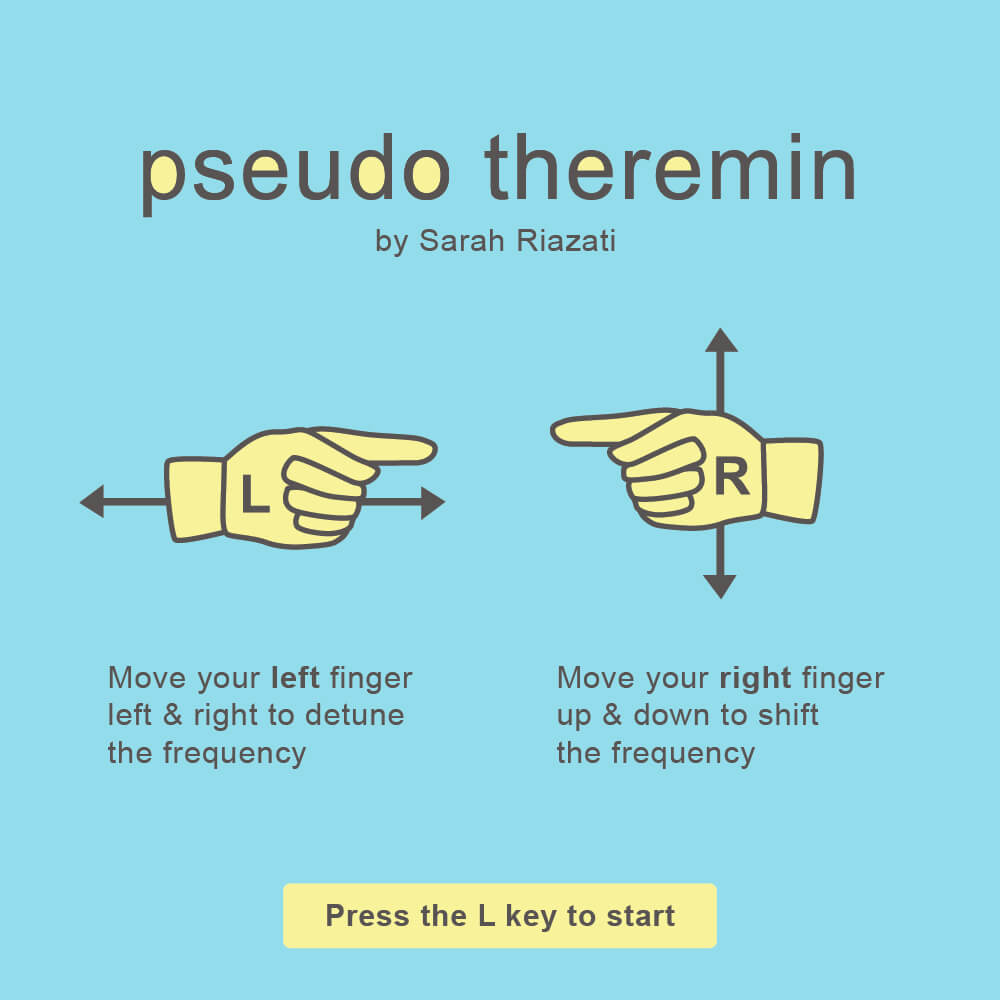 pseudo theremin
by Sarah Riazati
L
R
Move your left finger
left & right to detune
the frequency
Move your right finger
up & down to shift
the frequency
Press the L key to start